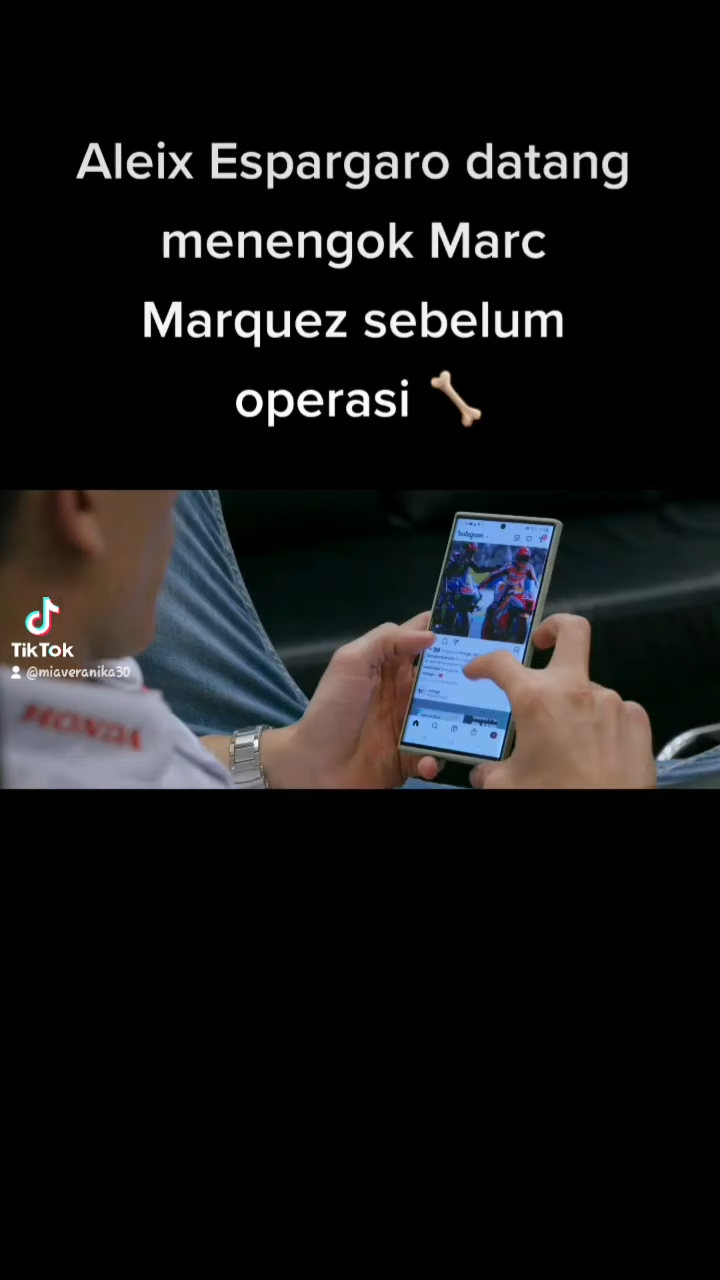 Aleix Espargaro datang
menengok Marc
Marquez sebelum
operasi
TikTok
@miaveranika30
HONDA
Instagram